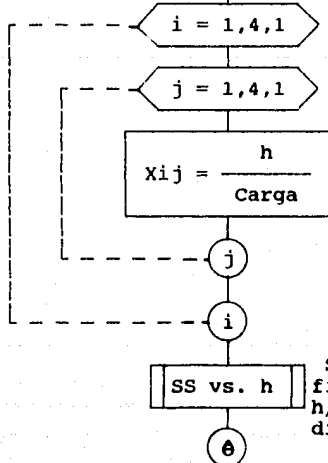 i = 1,4,1
j = 1,4,1
Xij = h
Carga
j
i
SS vs. h
h,